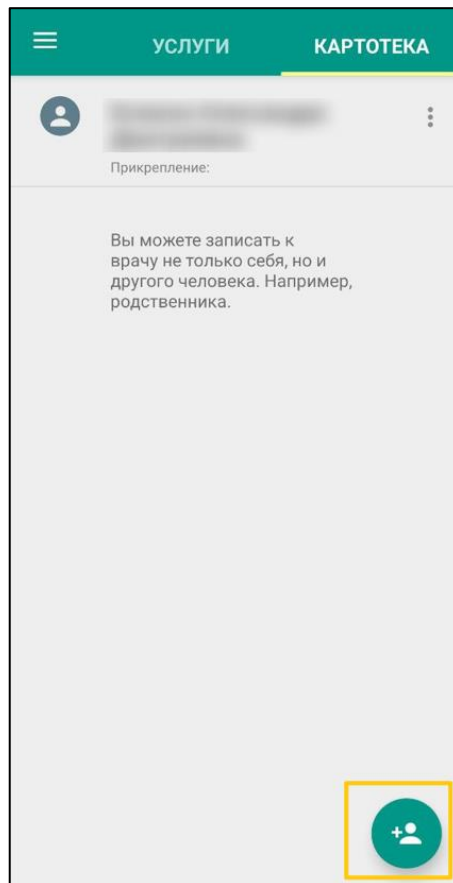 УСЛУГИ
КАРТОТЕКА
Прикрепление:
Вы можете записать к
врачу не только себя, но и
другого человека. Например,
родственника.